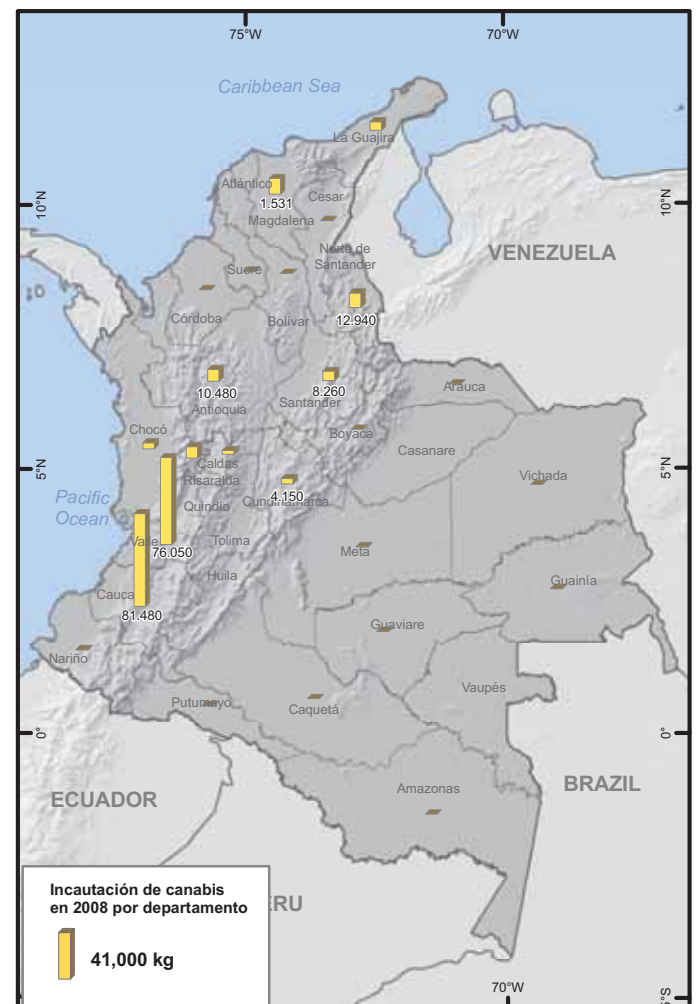 75°W
70°W
Caribbean Sea
La Guajira
Atlántico
1.531
Cesar
Magdalena
10°N
10°N
Norte de
Santander
VENEZUELA
Sucre
Córdoba
Bolívar
12.940
10.480
Antioquia
8.260
Santander
Arauca
Chocó
Boyaca
Casanare
5°N
5°N
Caldas
Risaralda
Vichada
Pacific
Ocean
Quindio
4.150
Cundinamarca
Valle
76.050
Tolima
Meta
Huila
Guainía
Cauca
81.480
Guaviare
Nariño
Vaupés
Putumayo
Caquetá
0°
0°
ECUADOR
Amazonas
BRAZIL
Incautación de canabis
en 2008 por departamento
ERU
41,000 kg
70°W
°S